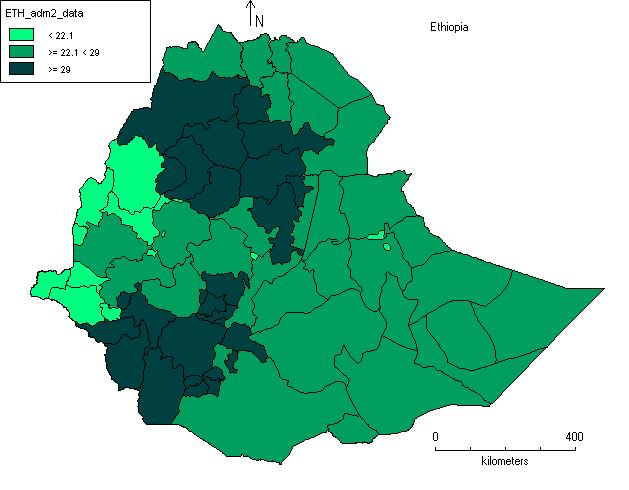 ETH_adm2_data
< 22.1
>= 22.1 < 29
>= 29
N
Ethiopia
0 400
kilometers